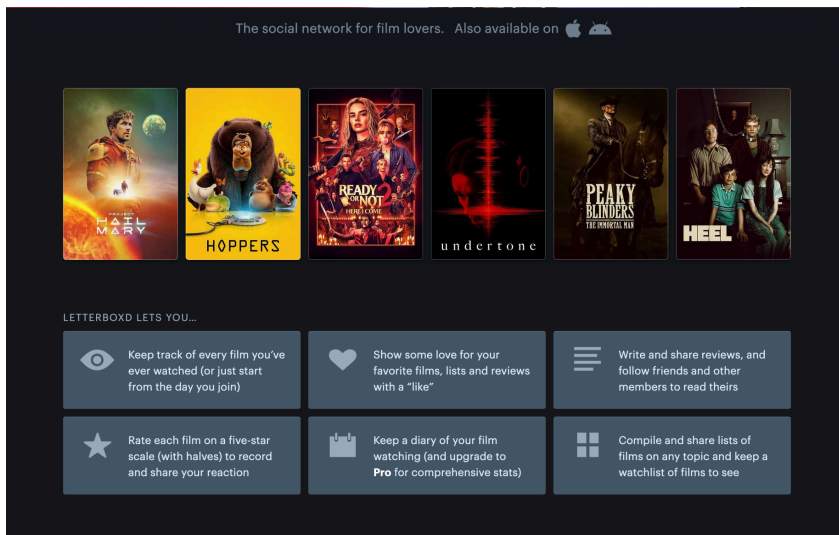 The social network for film lovers. Also available on
PROJECT
HAIL
MARY
HOPPERS
READY
OR NOT
2
HERE I COME
undertone
PEAKY
BLINDERS
THE IMMORTAL MAN
HEEL
LETTERBOXD LETS YOU…
Keep track of every film you’ve
ever watched (or just start
from the day you join)
Show some love for your
favorite films, lists and reviews
with a “like”
Write and share reviews, and
follow friends and other
members to read theirs
Rate each film on a five-star
scale (with halves) to record
and share your reaction
Keep a diary of your film
watching (and upgrade to
Pro for comprehensive stats)
Compile and share lists of
films on any topic and keep a
watchlist of films to see